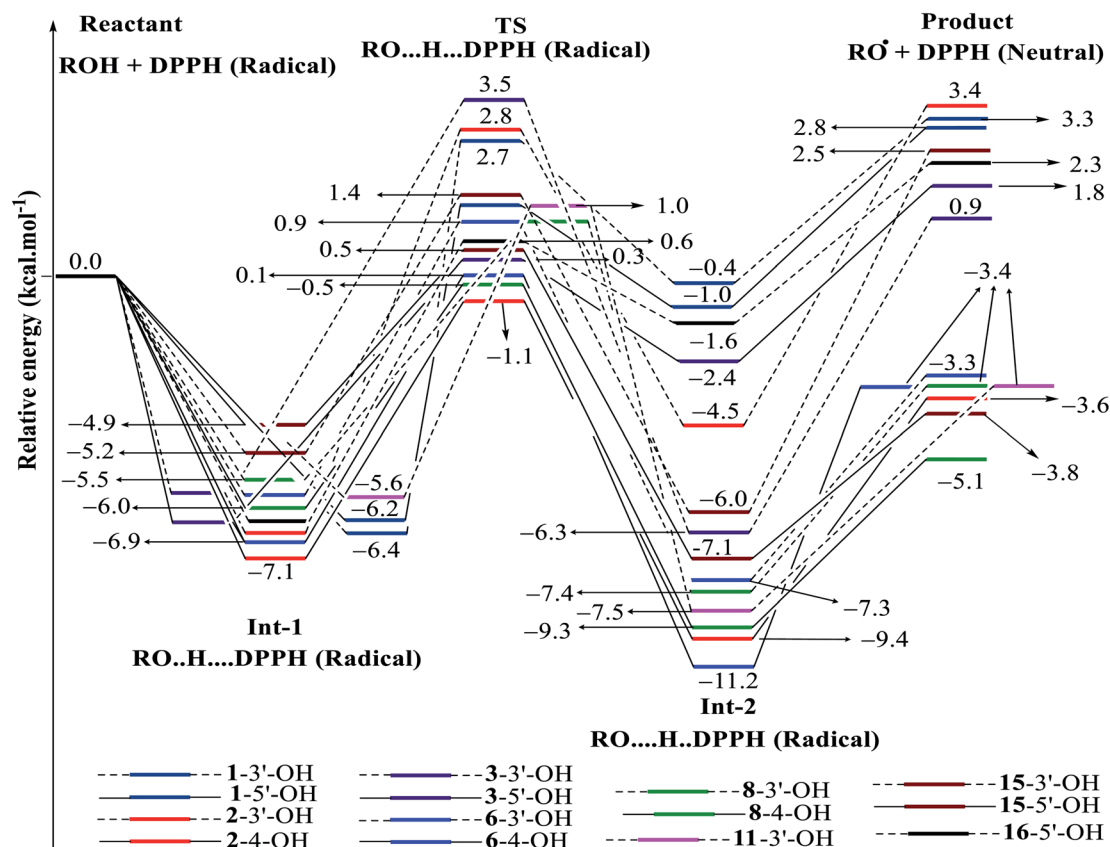 Reactant
TS
Product
ROH + DPPH (Radical)
RO...H...DPPH (Radical)
RO• + DPPH (Neutral)
Relative energy (kcal.mol-1)
0.0
3.5
2.8
2.7
1.4
0.9
0.5
0.1
−0.5
1.0
0.6
0.3
−1.1
3.4
2.8
3.3
2.5
2.3
1.8
0.9
−0.4
−1.0
−1.6
−2.4
−4.5
−3.4
−3.3
−3.6
−3.8
−5.1
−4.9
−5.2
−5.5
−6.0
−6.9
−7.1
−5.6
−6.2
−6.4
−6.0
−6.3
-7.1
−7.3
−7.4
−7.5
−9.3
−9.4
−11.2
Int-1
RO..H....DPPH (Radical)
Int-2
RO....H..DPPH (Radical)
1-3'-OH
1-5'-OH
2-3'-OH
2-4-OH
3-3'-OH
3-5'-OH
6-3'-OH
6-4-OH
8-3'-OH
8-4-OH
11-3'-OH
15-3'-OH
15-5'-OH
16-5'-OH